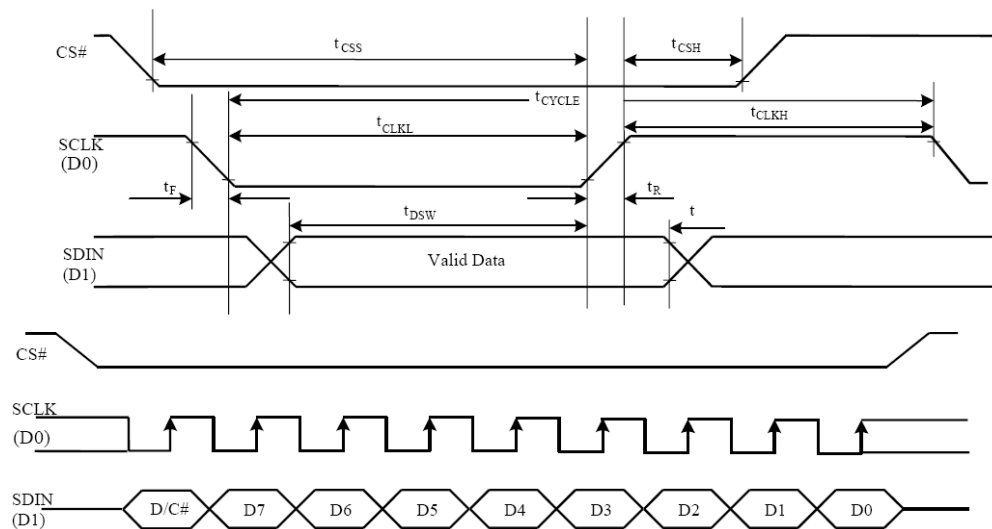 CS#
tCSS
tCSH
tCYCLE
tCLKL
tCLKH
SCLK
(D0)
tF
tR
tDSW
t
SDIN
(D1)
Valid Data
CS#
SCLK
(D0)
SDIN
(D1)
D/C# D7 D6 D5 D4 D3 D2 D1 D0